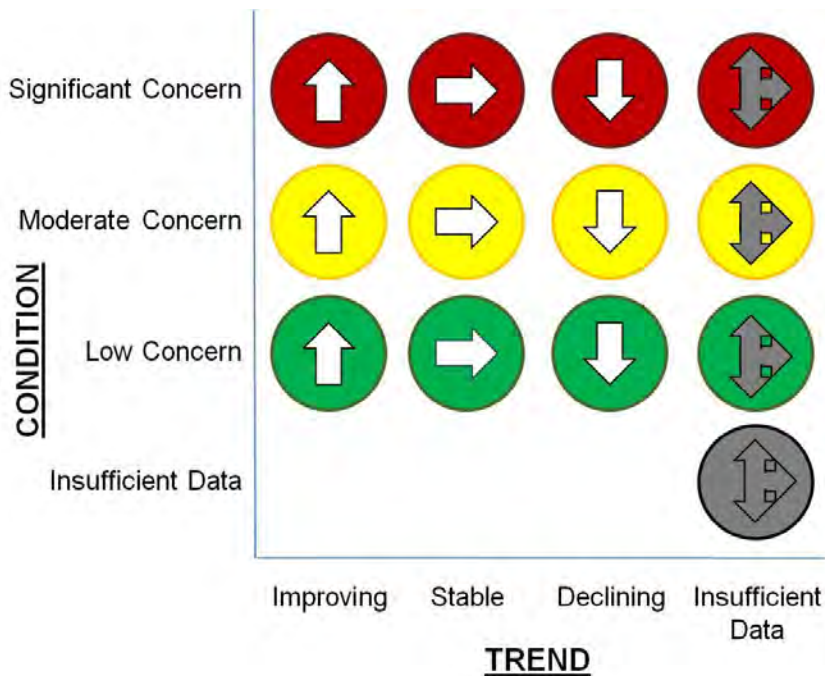 Significant Concern
Moderate Concern
CONDITION
Low Concern
Insufficient Data
Improving
Stable
Declining
Insufficient
Data
TREND